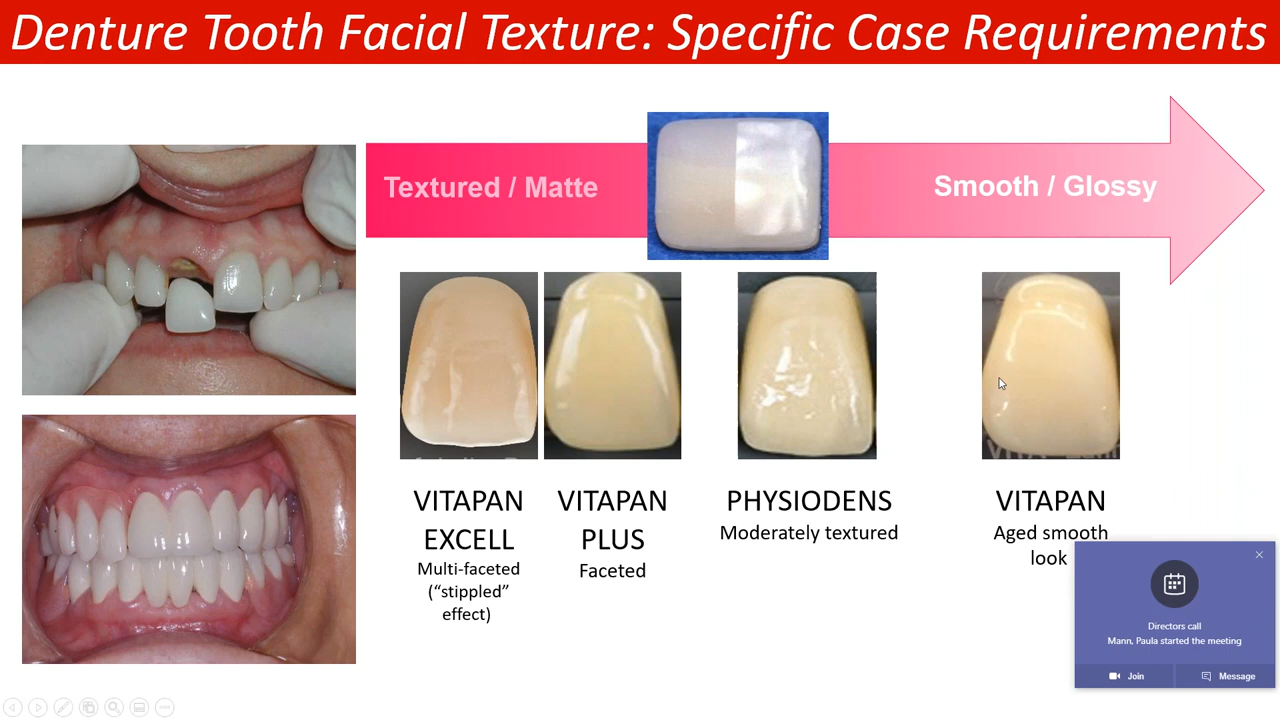 Denture Tooth Facial Texture: Specific Case Requirements
Textured / Matte
Smooth / Glossy
VITAPAN
EXCELL
Multi-faceted
(“stippled”
effect)
VITAPAN
PLUS
Faceted
PHYSIODENS
Moderately textured
VITAPAN
Aged smooth
look
Directors call
Mann, Paula started the meeting
Join
Message